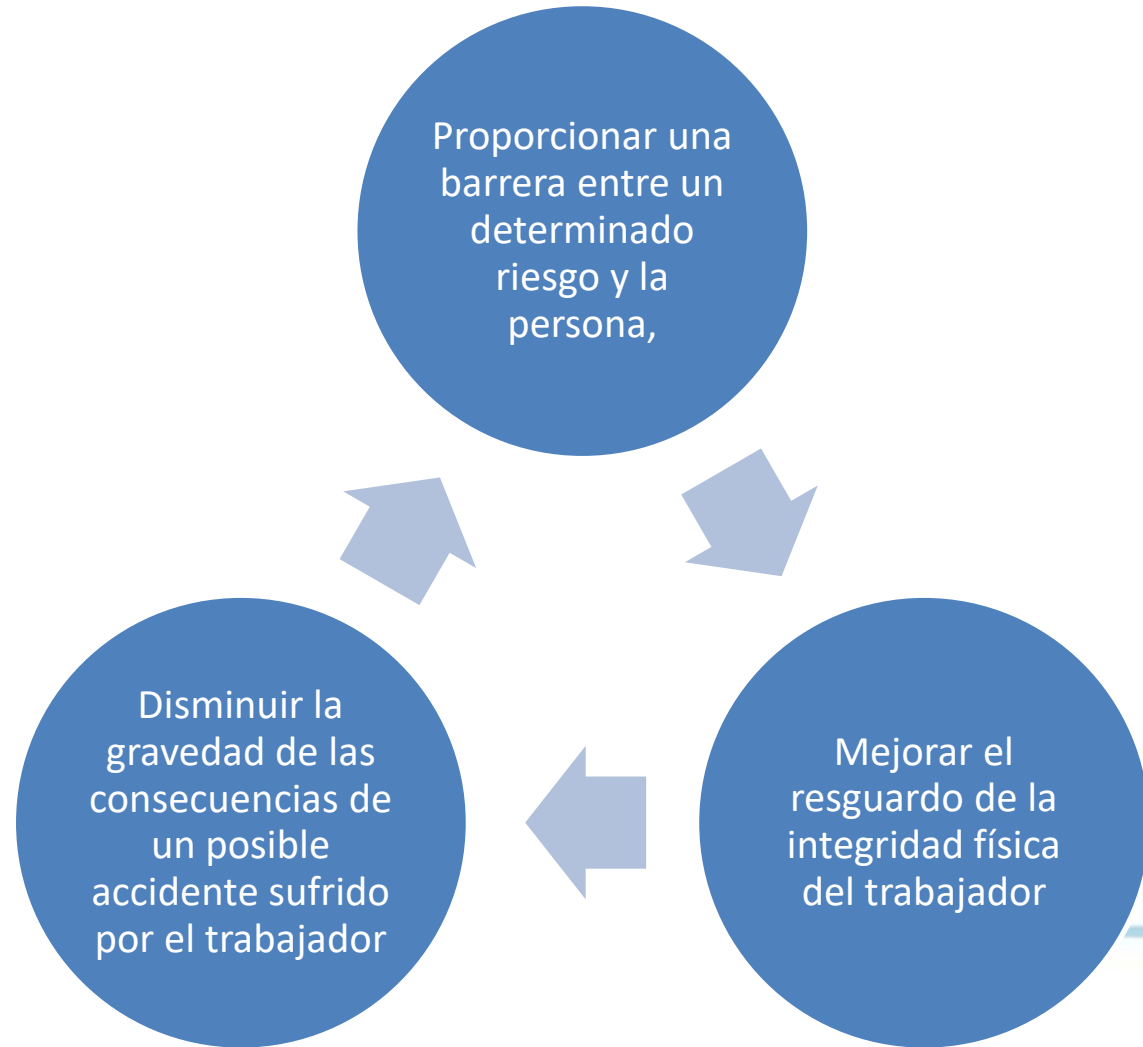 Proporcionar una
barrera entre un
determinado
riesgo y la
persona,
Mejorar el
resguardo de la
integridad física
del trabajador
Disminuir la
gravedad de las
consecuencias de
un posible
accidente sufrido
por el trabajador